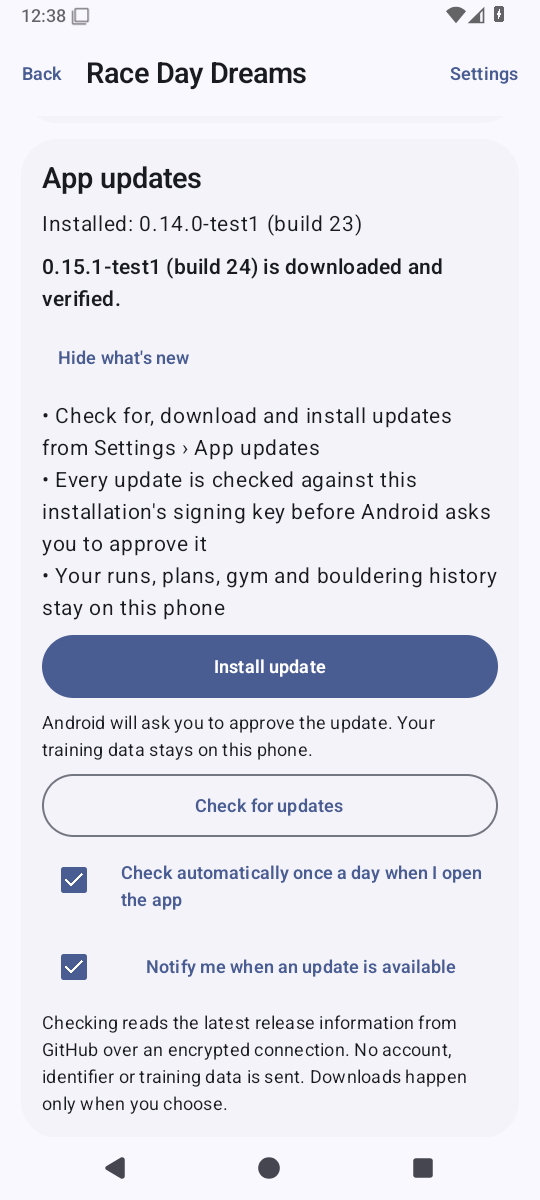 12:38
Back
Race Day Dreams
Settings
App updates
Installed: 0.14.0-test1 (build 23)
0.15.1-test1 (build 24) is downloaded and
verified.
Hide what's new
• Check for, download and install updates
from Settings › App updates
• Every update is checked against this
installation's signing key before Android asks
you to approve it
• Your runs, plans, gym and bouldering history
stay on this phone
Install update
Android will ask you to approve the update. Your
training data stays on this phone.
Check for updates
Check automatically once a day when I open
the app
Notify me when an update is available
Checking reads the latest release information from
GitHub over an encrypted connection. No account,
identifier or training data is sent. Downloads happen
only when you choose.